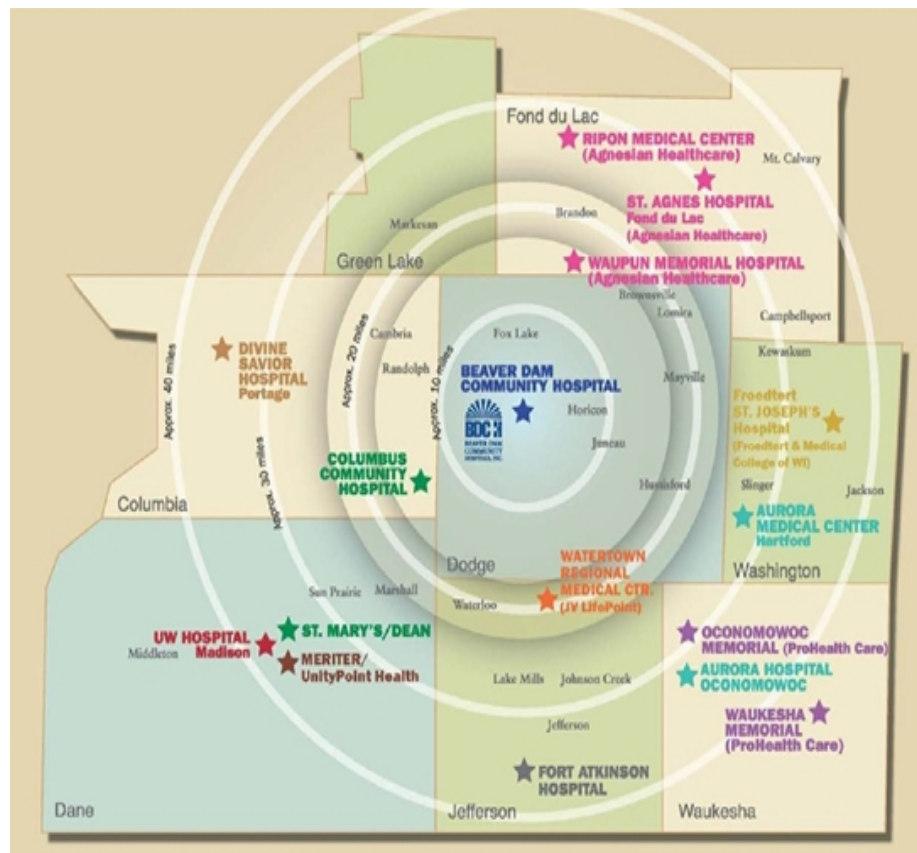 Fond du Lac
RIPON MEDICAL CENTER
(Agnesian Healthcare)
Mt. Calvary
ST. AGNES HOSPITAL
Fond du Lac
(Agnesian Healthcare)
Brandon
Markesan
Green Lake
WAUPUN MEMORIAL HOSPITAL
(Agnesian Healthcare)
Brownsville
Lomira
Campbellsport
Cambria
Fox Lake
Kewaskum
DIVINE
SAVIOR
HOSPITAL
Portage
Approx. 40 miles
Approx. 30 miles
Approx. 20 miles
Approx. 10 miles
Randolph
BEAVER DAM
COMMUNITY HOSPITAL
Mayville
Horicon
BDCH
BEAVER DAM
COMMUNITY
HOSPITALS, INC.
Juneau
Froedtert
ST. JOSEPH'S
Hospital
(Froedtert & Medical
College of WI)
COLUMBUS
COMMUNITY
HOSPITAL
Hustisford
Slinger
Jackson
Columbia
AURORA
MEDICAL CENTER
Hartford
Dodge
WATERTOWN
REGIONAL
MEDICAL CTR.
(JV LifePoint)
Washington
Sun Prairie
Marshall
Waterloo
UW HOSPITAL
Madison
ST. MARY'S/DEAN
Middleton
MERITER/
UnityPoint Health
OCONOMOWOC
MEMORIAL (ProHealth Care)
Lake Mills
Johnson Creek
AURORA HOSPITAL
OCONOMOWOC
Jefferson
WAUKESHA
MEMORIAL
(ProHealth Care)
FORT ATKINSON
HOSPITAL
Dane
Jefferson
Waukesha